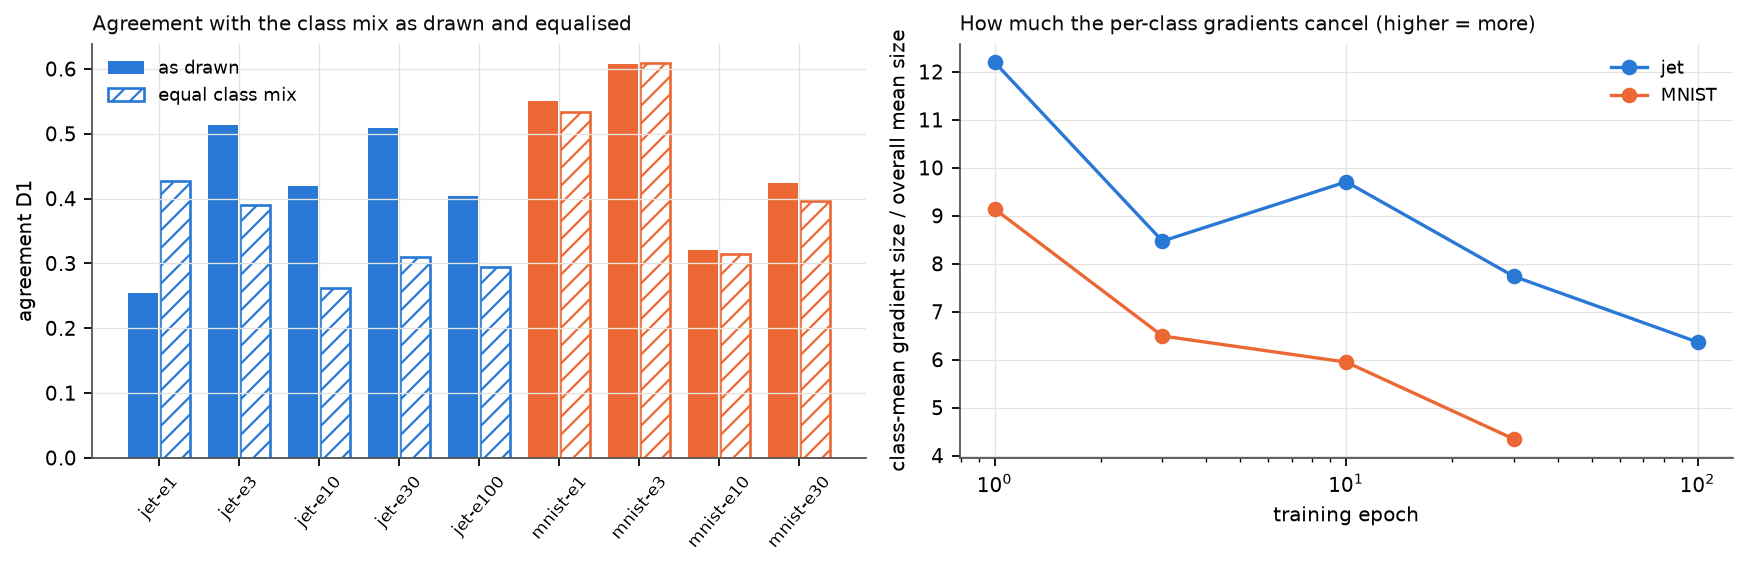 Agreement with the class mix as drawn and equalised
as drawn
equal class mix
agreement D1
0.6
0.5
0.4
0.3
0.2
0.1
0.0
jet-e1
jet-e3
jet-e10
jet-e30
jet-e100
mnist-e1
mnist-e3
mnist-e10
mnist-e30
How much the per-class gradients cancel (higher = more)
jet
MNIST
class-mean gradient size / overall mean size
12
11
10
9
8
7
6
5
4
10⁰
10¹
10²
training epoch